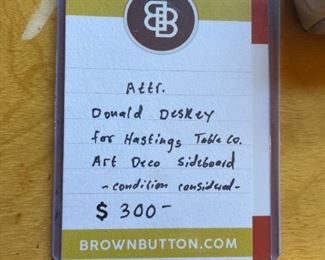 BB
Attr.
Donald Deskey
for Hastings Table Co.
Art Deco Sideboard
-condition considered-
$ 300-
BROWNBUTTON.COM